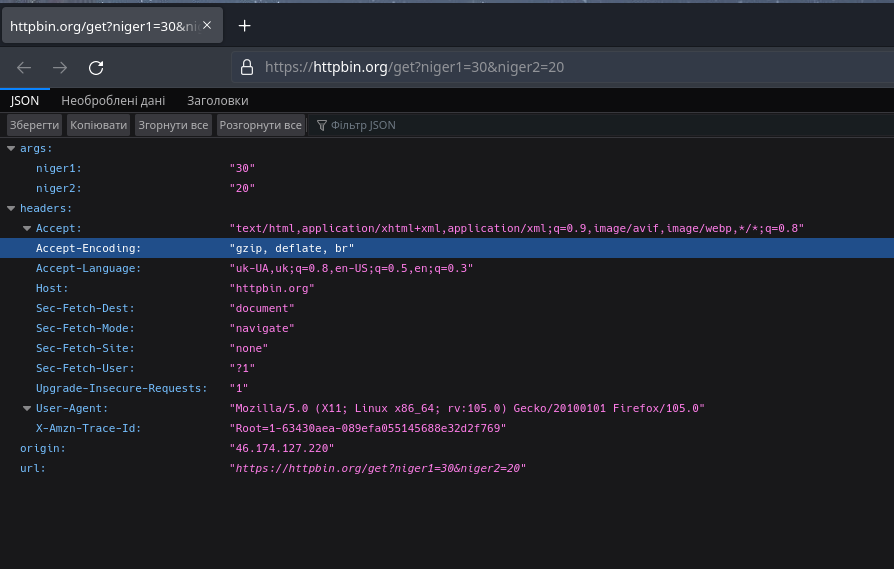 httpbin.org/get?niger1=30&ni
https://httpbin.org/get?niger1=30&niger2=20
JSON Необроблені дані Заголовки
Зберегти Копіювати Згорнути все Розгорнути все Фільтр JSON
args:
niger1: "30"
niger2: "20"
headers:
Accept: "text/html,application/xhtml+xml,application/xml;q=0.9,image/avif,image/webp,*/*;q=0.8"
Accept-Encoding: "gzip, deflate, br"
Accept-Language: "uk-UA,uk;q=0.8,en-US;q=0.5,en;q=0.3"
Host: "httpbin.org"
Sec-Fetch-Dest: "document"
Sec-Fetch-Mode: "navigate"
Sec-Fetch-Site: "none"
Sec-Fetch-User: "?1"
Upgrade-Insecure-Requests: "1"
User-Agent: "Mozilla/5.0 (X11; Linux x86_64; rv:105.0) Gecko/20100101 Firefox/105.0"
X-Amzn-Trace-Id: "Root=1-63430aea-089efa055145688e32d2f769"
origin: "46.174.127.220"
url: "https://httpbin.org/get?niger1=30&niger2=20"